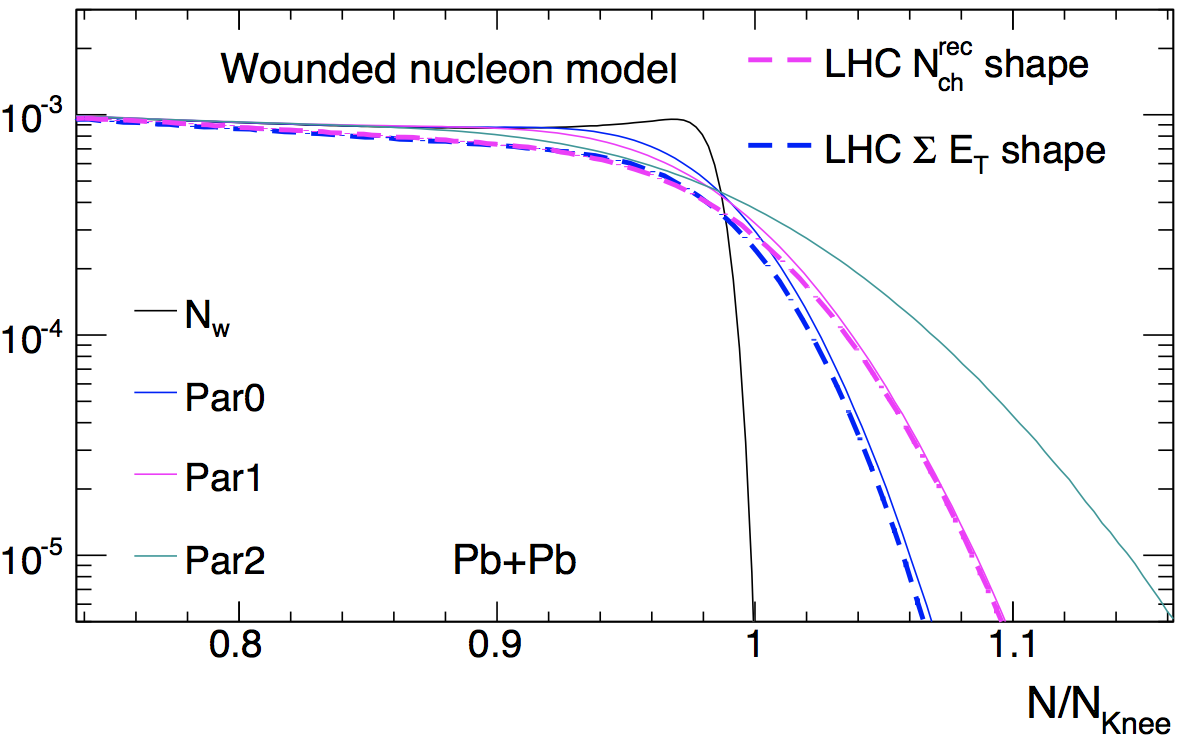 Wounded nucleon model
LHC N_ch^rec shape
LHC Σ E_T shape
10^-3
10^-4
10^-5
N_w
Par0
Par1
Par2
Pb+Pb
0.8 0.9 1 1.1
N/N_Knee